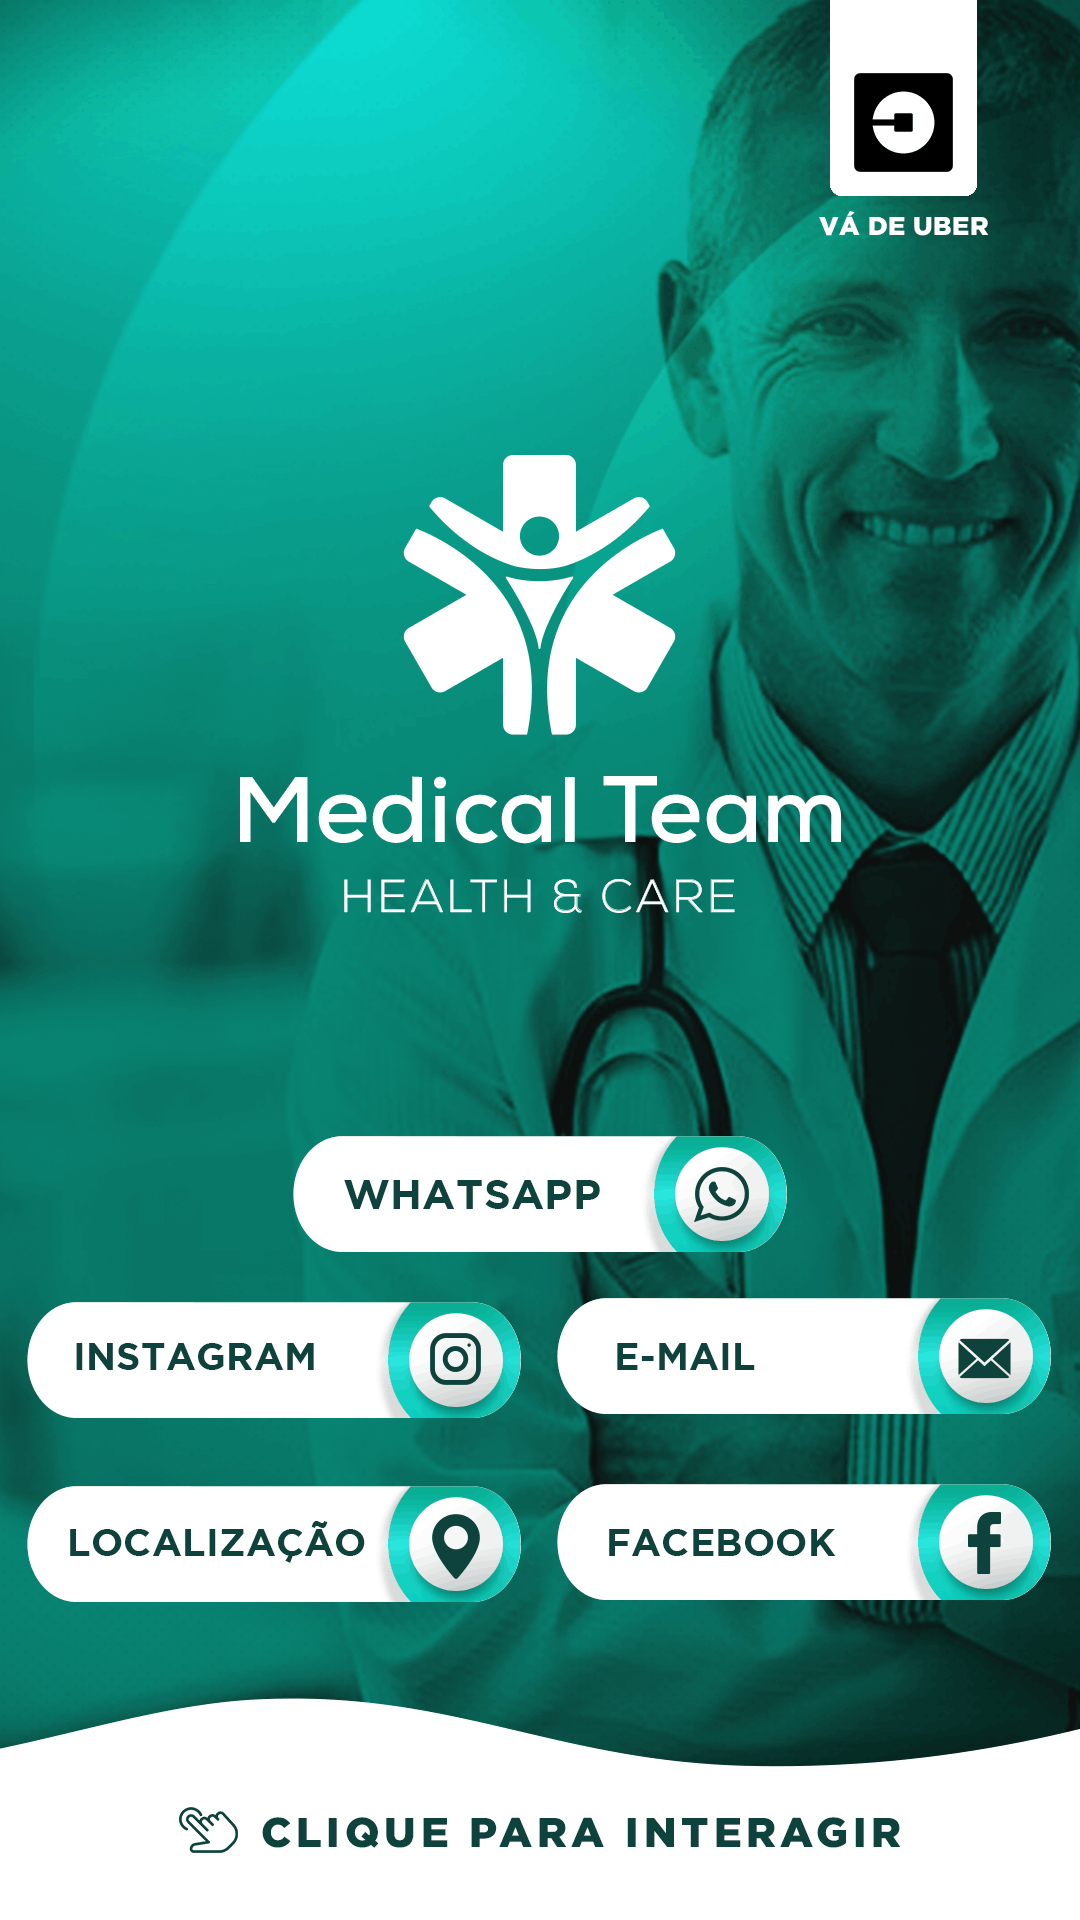 VÁ DE UBER
Medical Team
HEALTH & CARE
WHATSAPP
INSTAGRAM
E-MAIL
LOCALIZAÇÃO
FACEBOOK
CLIQUE PARA INTERAGIR